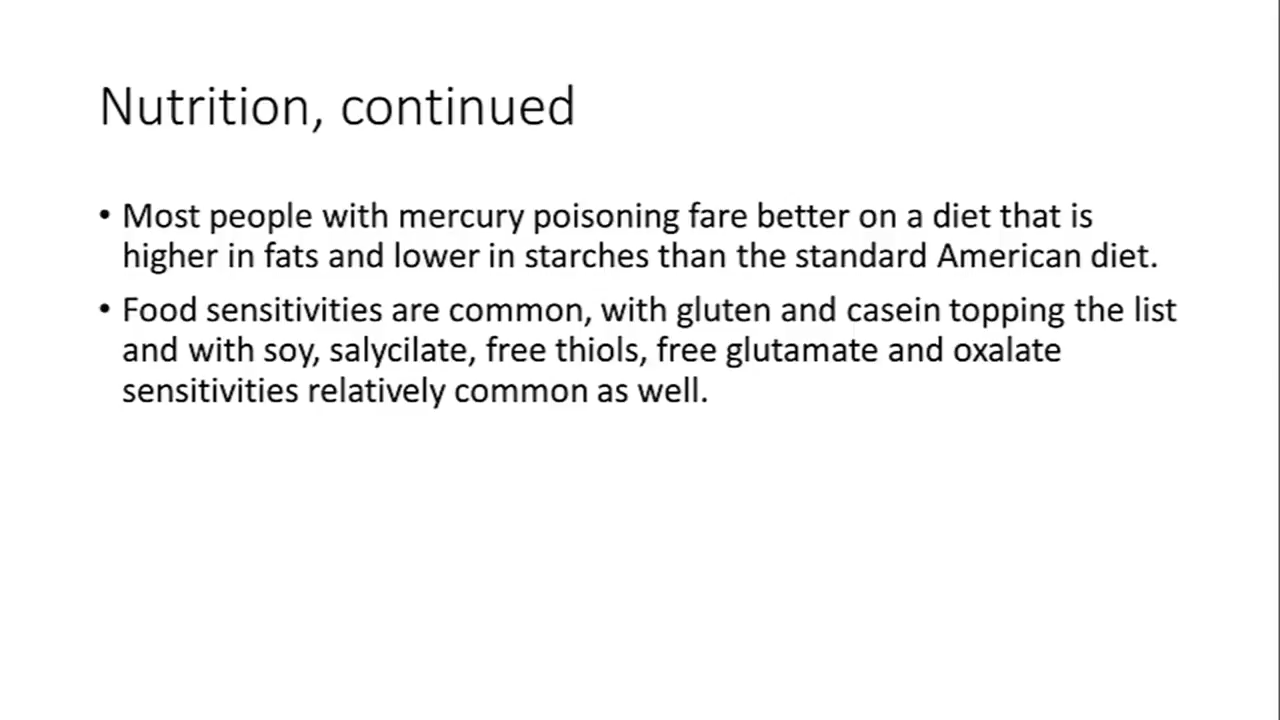 Nutrition, continued
• Most people with mercury poisoning fare better on a diet that is
higher in fats and lower in starches than the standard American diet.
• Food sensitivities are common, with gluten and casein topping the list
and with soy, salycilate, free thiols, free glutamate and oxalate
sensitivities relatively common as well.